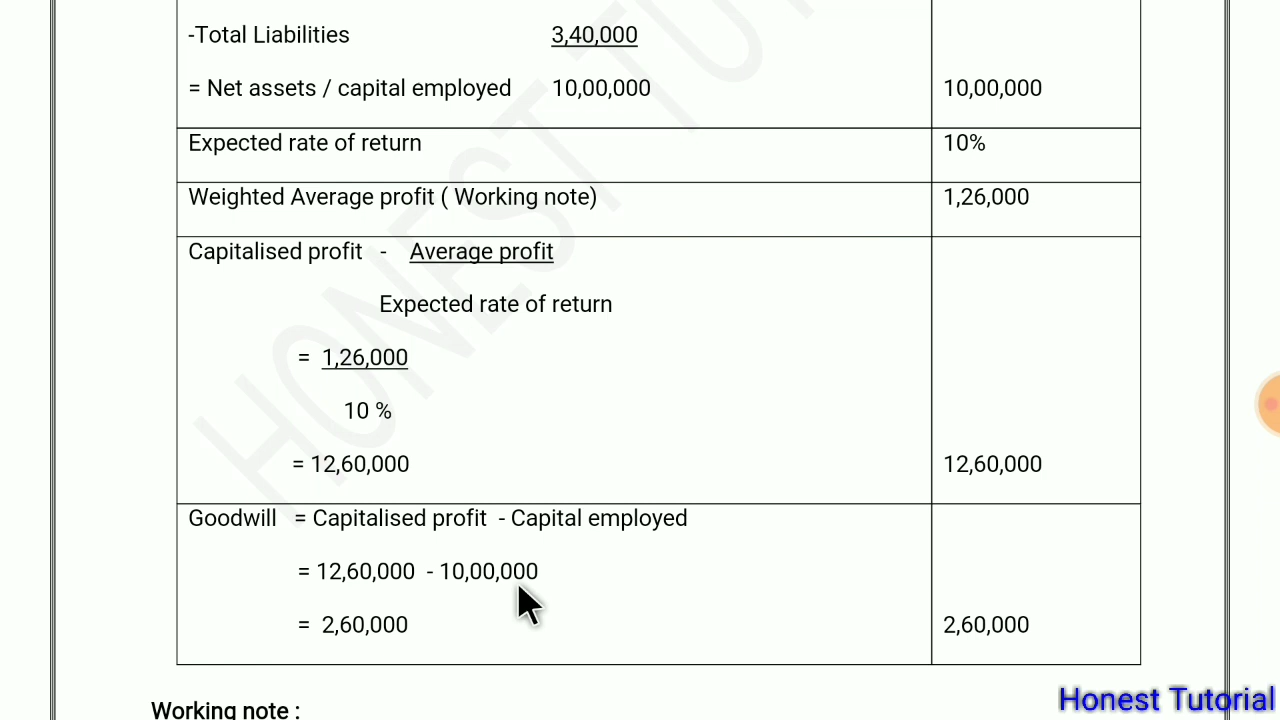 -Total Liabilities 3,40,000
= Net assets / capital employed 10,00,000 10,00,000
Expected rate of return 10%
Weighted Average profit ( Working note) 1,26,000
Capitalised profit - Average profit
Expected rate of return
= 1,26,000
10 %
= 12,60,000 12,60,000
Goodwill = Capitalised profit - Capital employed
= 12,60,000 - 10,00,000
= 2,60,000 2,60,000
Working note :
Honest Tutorial
HONEST TUT